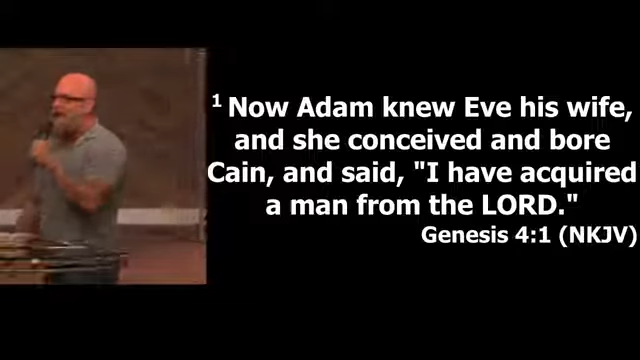 1 Now Adam knew Eve his wife,
and she conceived and bore
Cain, and said, "I have acquired
a man from the LORD."
Genesis 4:1 (NKJV)